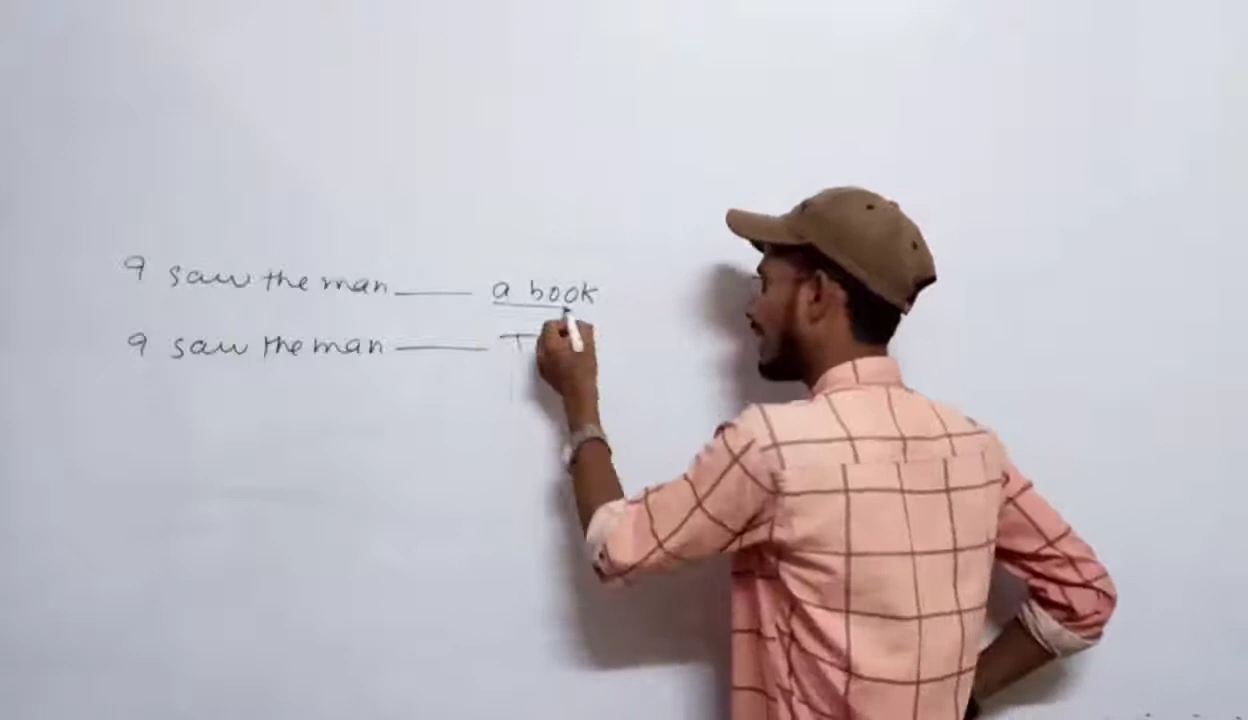 I saw the man ____ a book
I saw the man ____ T